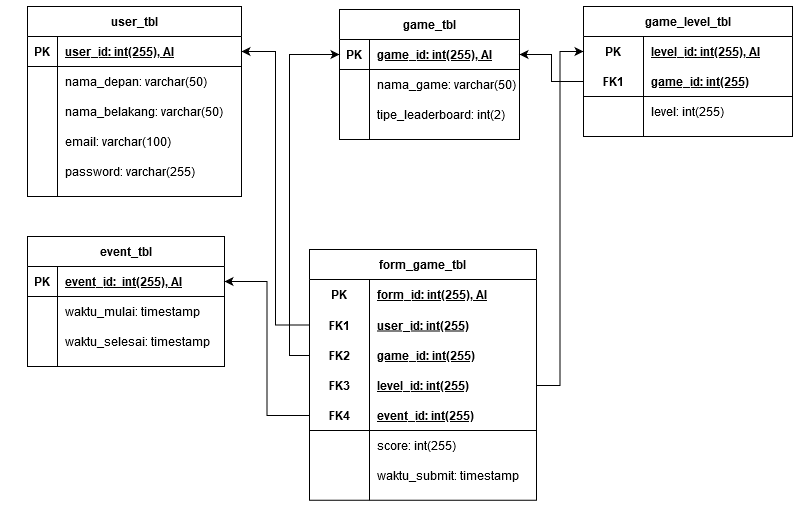 user_tbl
PK user_id: int(255), AI
nama_depan: varchar(50)
nama_belakang: varchar(50)
email: varchar(100)
password: varchar(255)
game_tbl
PK game_id: int(255), AI
nama_game: varchar(50)
tipe_leaderboard: int(2)
game_level_tbl
PK level_id: int(255), AI
FK1 game_id: int(255)
level: int(255)
event_tbl
PK event_id: int(255), AI
waktu_mulai: timestamp
waktu_selesai: timestamp
form_game_tbl
PK form_id: int(255), AI
FK1 user_id: int(255)
FK2 game_id: int(255)
FK3 level_id: int(255)
FK4 event_id: int(255)
score: int(255)
waktu_submit: timestamp